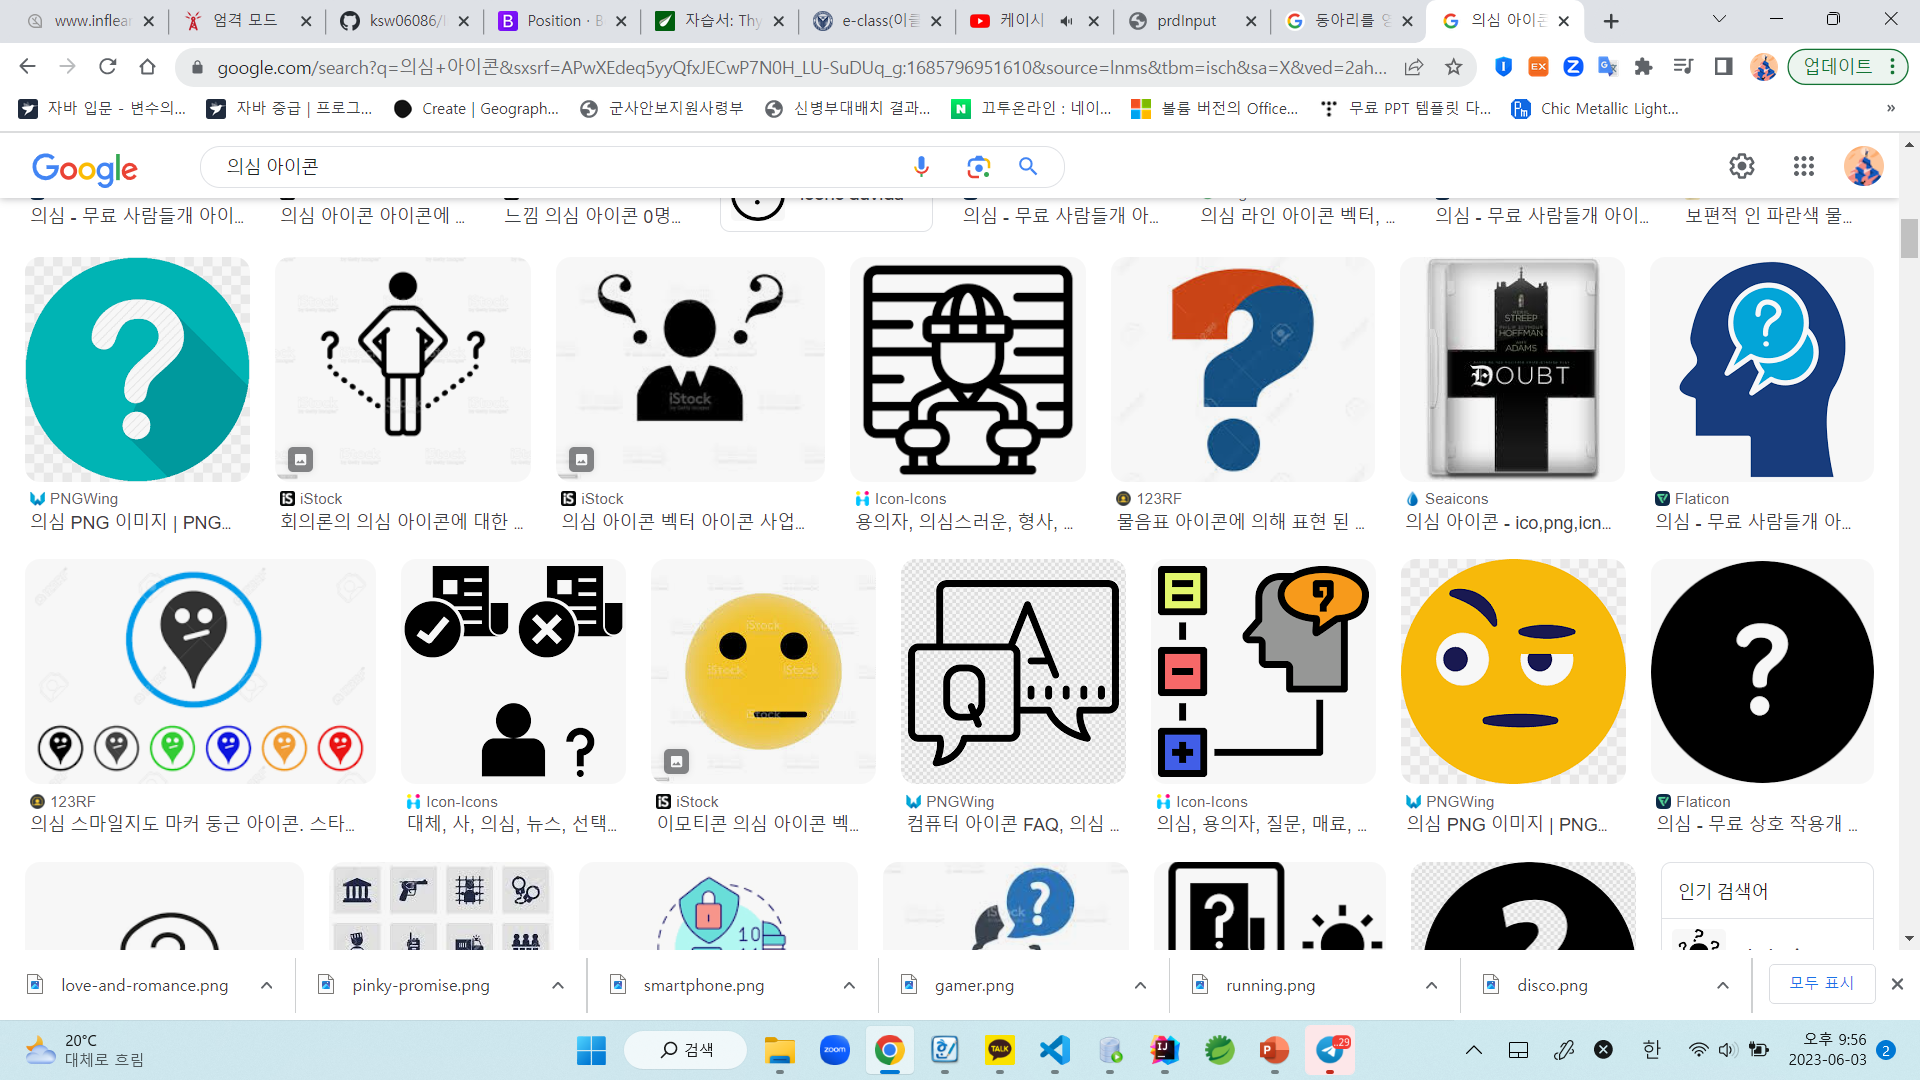 www.inflear
엄격 모드
ksw06086/
Position · B
자습서: Thy
e-class(이클
케이시
prdInput
동아리를 영
의심 아이콘
google.com/search?q=의심+아이콘&sxsrf=APwXEdeq5yyQfxJECwP7N0H_LU-SuDUq_g:1685796951610&source=lnms&tbm=isch&sa=X&ved=2ah...
업데이트
자바 입문 - 변수의...
자바 중급 | 프로그...
Create | Geograph...
군사안보지원사령부
신병부대배치 결과...
끄투온라인 : 네이...
볼륨 버전의 Office...
무료 PPT 템플릿 다...
Chic Metallic Light...
»
Google
의심 아이콘
의심 - 무료 사람들개 아이...
의심 아이콘 아이콘에 ...
느낌 의심 아이콘 0명...
의심 - 무료 사람들개 아...
의심 라인 아이콘 벡터, ...
의심 - 무료 사람들개 아이...
보편적 인 파란색 물...
iStock
STREEP
HOFFMAN
ADAMS
DOUBT
PNGWing
의심 PNG 이미지 | PNG...
iStock
회의론의 의심 아이콘에 대한 ...
iStock
의심 아이콘 벡터 아이콘 사업...
Icon-Icons
용의자, 의심스러운, 형사, ...
123RF
물음표 아이콘에 의해 표현 된 ...
Seaicons
의심 아이콘 - ico,png,icn...
Flaticon
의심 - 무료 사람들개 아...
iStock
Q
A
123RF
의심 스마일지도 마커 둥근 아이콘. 스타...
Icon-Icons
대체, 사, 의심, 뉴스, 선택...
iStock
이모티콘 의심 아이콘 벡...
PNGWing
컴퓨터 아이콘 FAQ, 의심 ...
Icon-Icons
의심, 용의자, 질문, 매료, ...
PNGWing
의심 PNG 이미지 | PNG...
Flaticon
의심 - 무료 상호 작용개 ...
10
인기 검색어
love-and-romance.png
pinky-promise.png
smartphone.png
gamer.png
running.png
disco.png
모두 표시
20°C
대체로 흐림
검색
zoom
TALK
..29
한
오후 9:56
2023-06-03
2